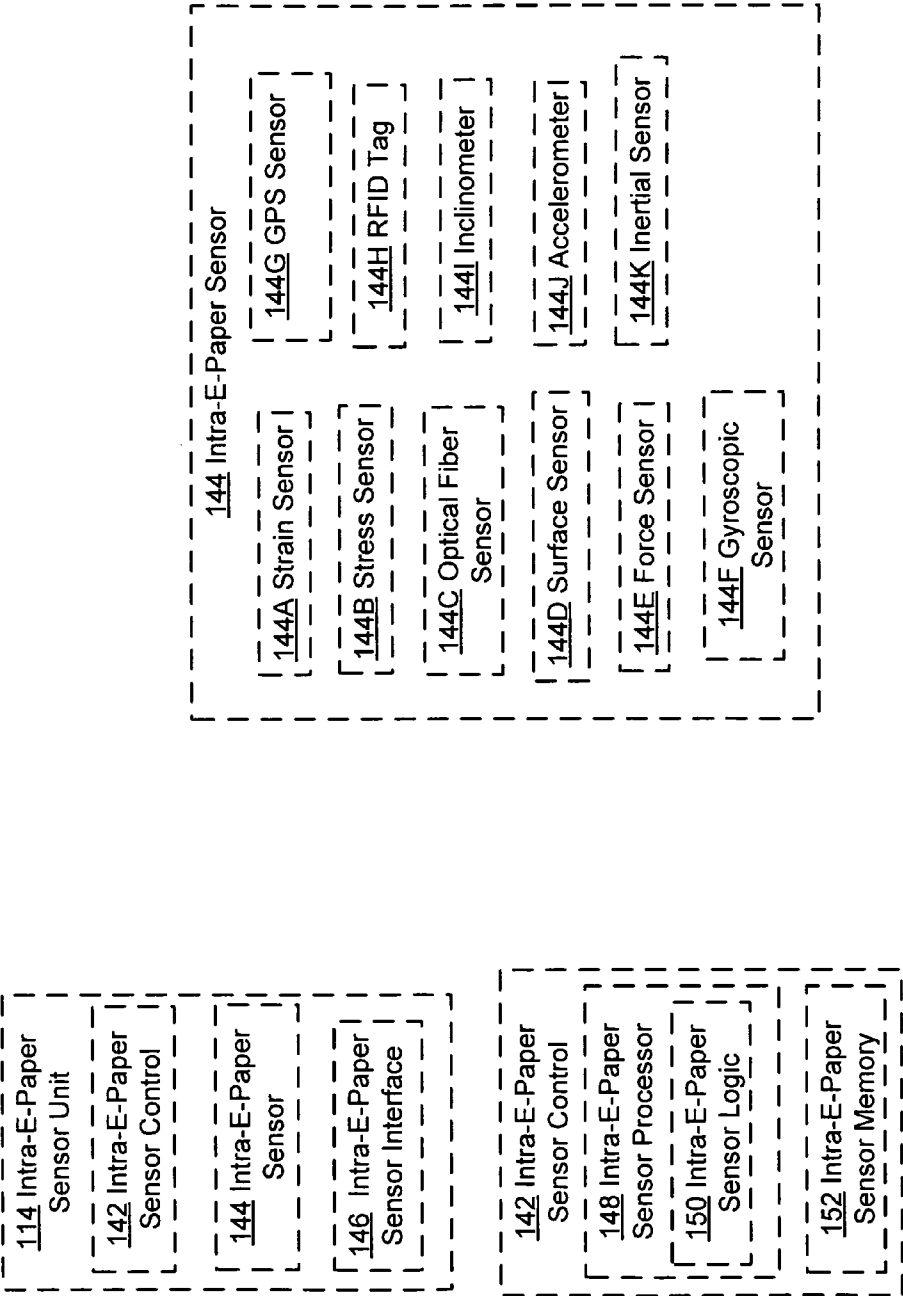 114 Intra-E-Paper
Sensor Unit
142 Intra-E-Paper
Sensor Control
144 Intra-E-Paper
Sensor
146 Intra-E-Paper
Sensor Interface
142 Intra-E-Paper
Sensor Control
148 Intra-E-Paper
Sensor Processor
150 Intra-E-Paper
Sensor Logic
152 Intra-E-Paper
Sensor Memory
144 Intra-E-Paper Sensor
144A Strain Sensor
144B Stress Sensor
144C Optical Fiber
Sensor
144D Surface Sensor
144E Force Sensor
144F Gyroscopic
Sensor
144G GPS Sensor
144H RFID Tag
144I Inclinometer
144J Accelerometer
144K Inertial Sensor